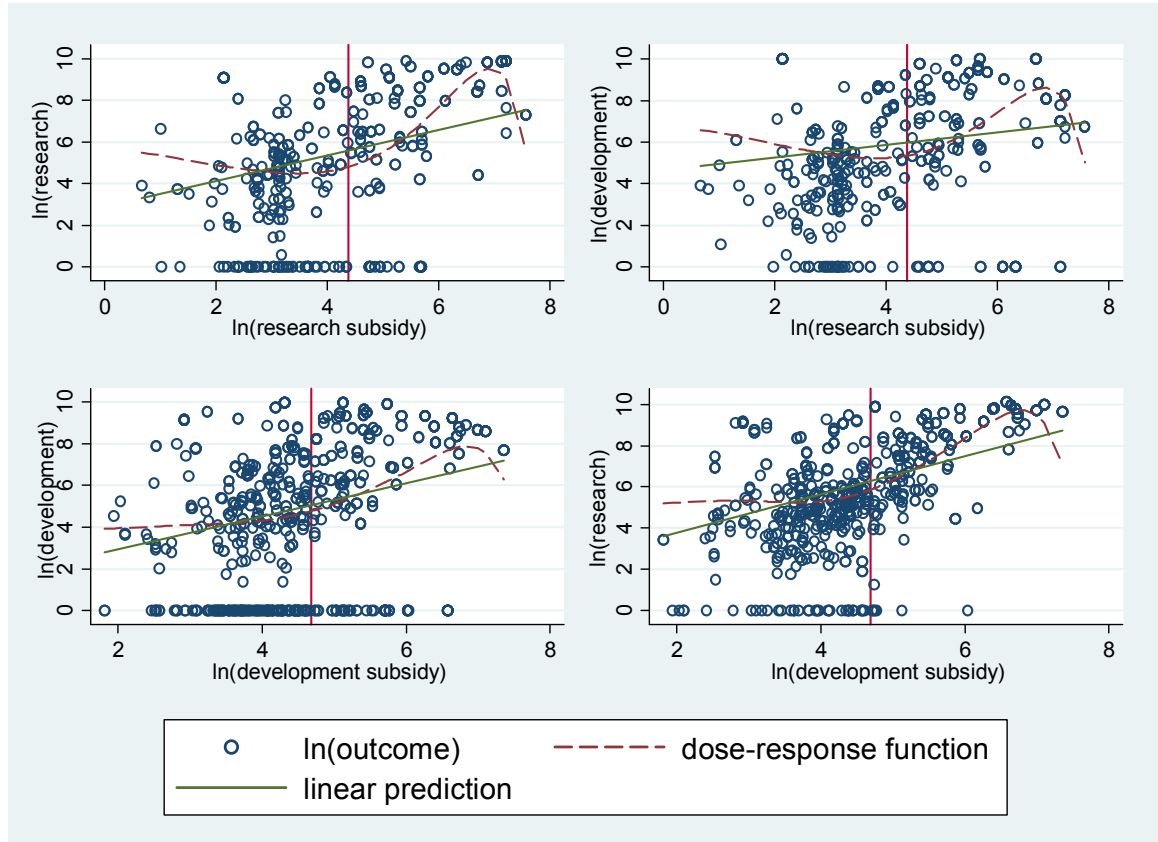 ln(research)
10
8
6
4
2
0
0 2 4 6 8
ln(research subsidy)
ln(development)
10
8
6
4
2
0
0 2 4 6 8
ln(research subsidy)
ln(development)
10
8
6
4
2
0
2 4 6 8
ln(development subsidy)
ln(research)
10
8
6
4
2
0
2 4 6 8
ln(development subsidy)
ln(outcome) dose-response function
linear prediction